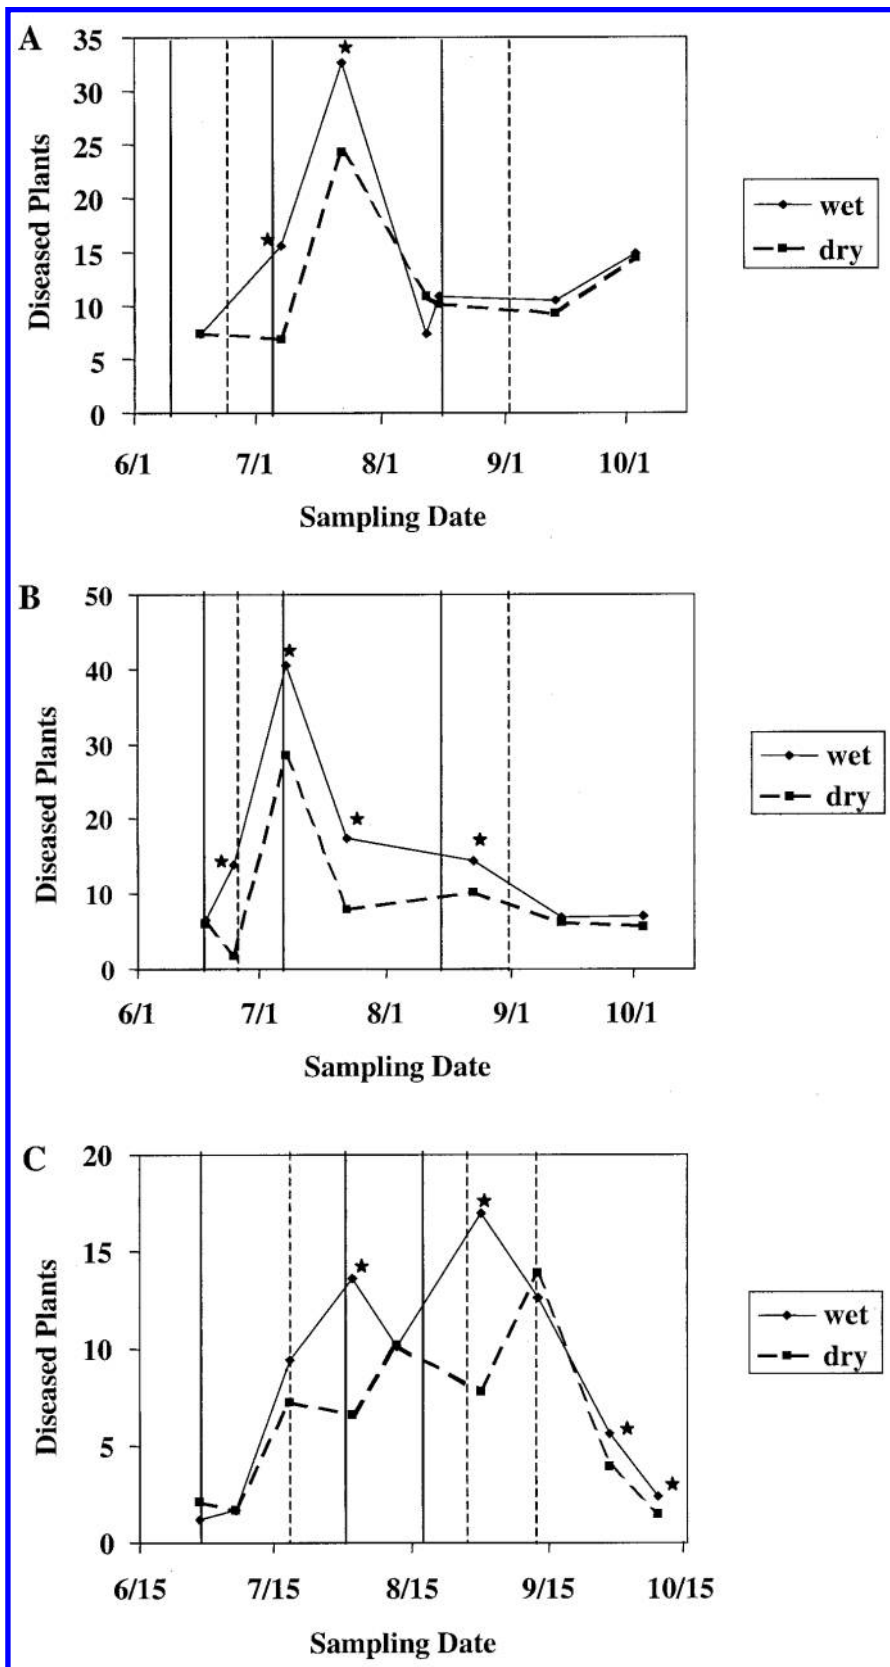 A
35
30
25
20
15
10
5
0
Diseased Plants
6/1 7/1 8/1 9/1 10/1
Sampling Date
wet
dry
B
50
40
30
20
10
0
Diseased Plants
6/1 7/1 8/1 9/1 10/1
Sampling Date
wet
dry
C
20
15
10
5
0
Diseased Plants
6/15 7/15 8/15 9/15 10/15
Sampling Date
wet
dry